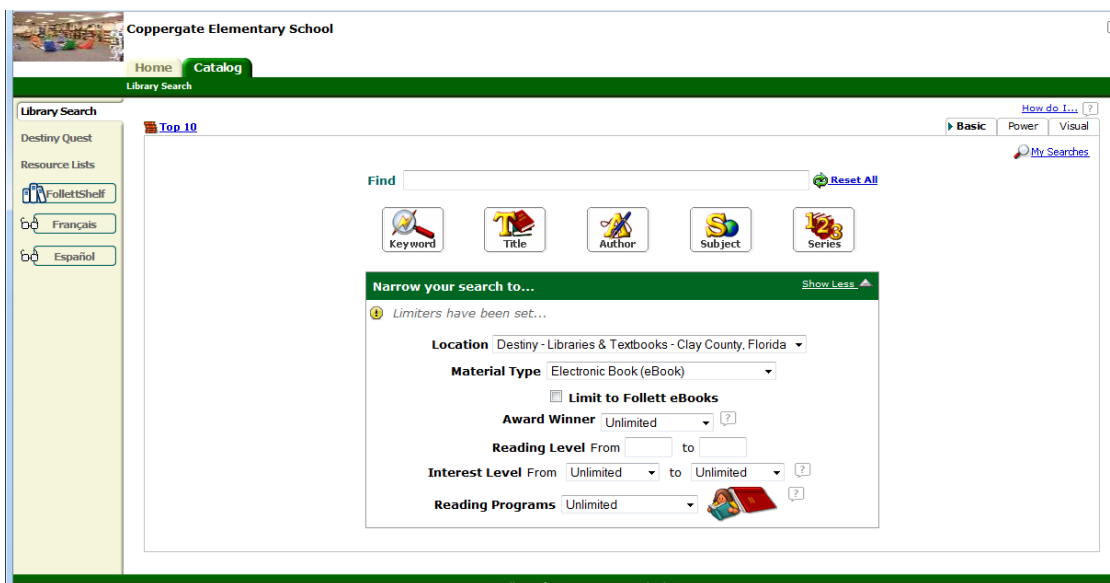 Coppergate Elementary School
Home Catalog
Library Search
Library Search
How do I... ?
Top 10
Basic Power Visual
Destiny Quest
My Searches
Resource Lists
Find Reset All
FollettShelf
Français
Español
Keyword Title Author Subject Series
Narrow your search to... Show Less
Limiters have been set...
Location Destiny - Libraries & Textbooks - Clay County, Florida
Material Type Electronic Book (eBook)
Limit to Follett eBooks
Award Winner Unlimited ?
Reading Level From to
Interest Level From Unlimited to Unlimited ?
Reading Programs Unlimited ?